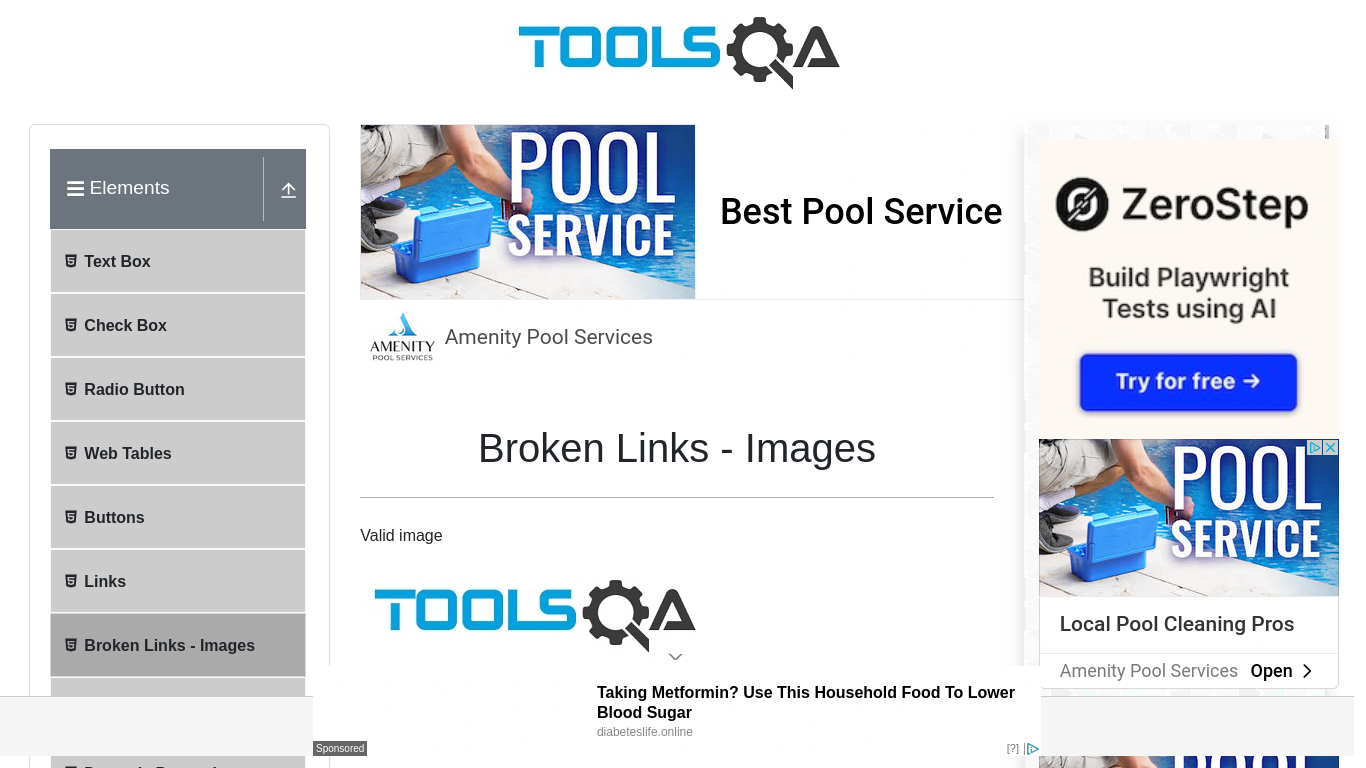 TOOLSQA
Elements
Text Box
Check Box
Radio Button
Web Tables
Buttons
Links
Broken Links - Images
POOL
SERVICE
Best Pool Service
AMENITY
POOL SERVICES
Amenity Pool Services
Broken Links - Images
Valid image
TOOLSQA
ZeroStep
Build Playwright
Tests using AI
Try for free →
POOL
SERVICE
Local Pool Cleaning Pros
Amenity Pool Services Open
Taking Metformin? Use This Household Food To Lower
Blood Sugar
diabeteslife.online
Sponsored
[?]